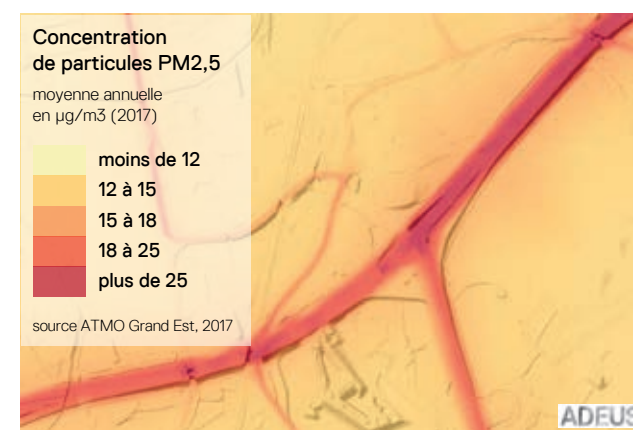 Concentration
de particules PM2,5
moyenne annuelle
en µg/m3 (2017)
moins de 12
12 à 15
15 à 18
18 à 25
plus de 25
source ATMO Grand Est, 2017
ADEUS